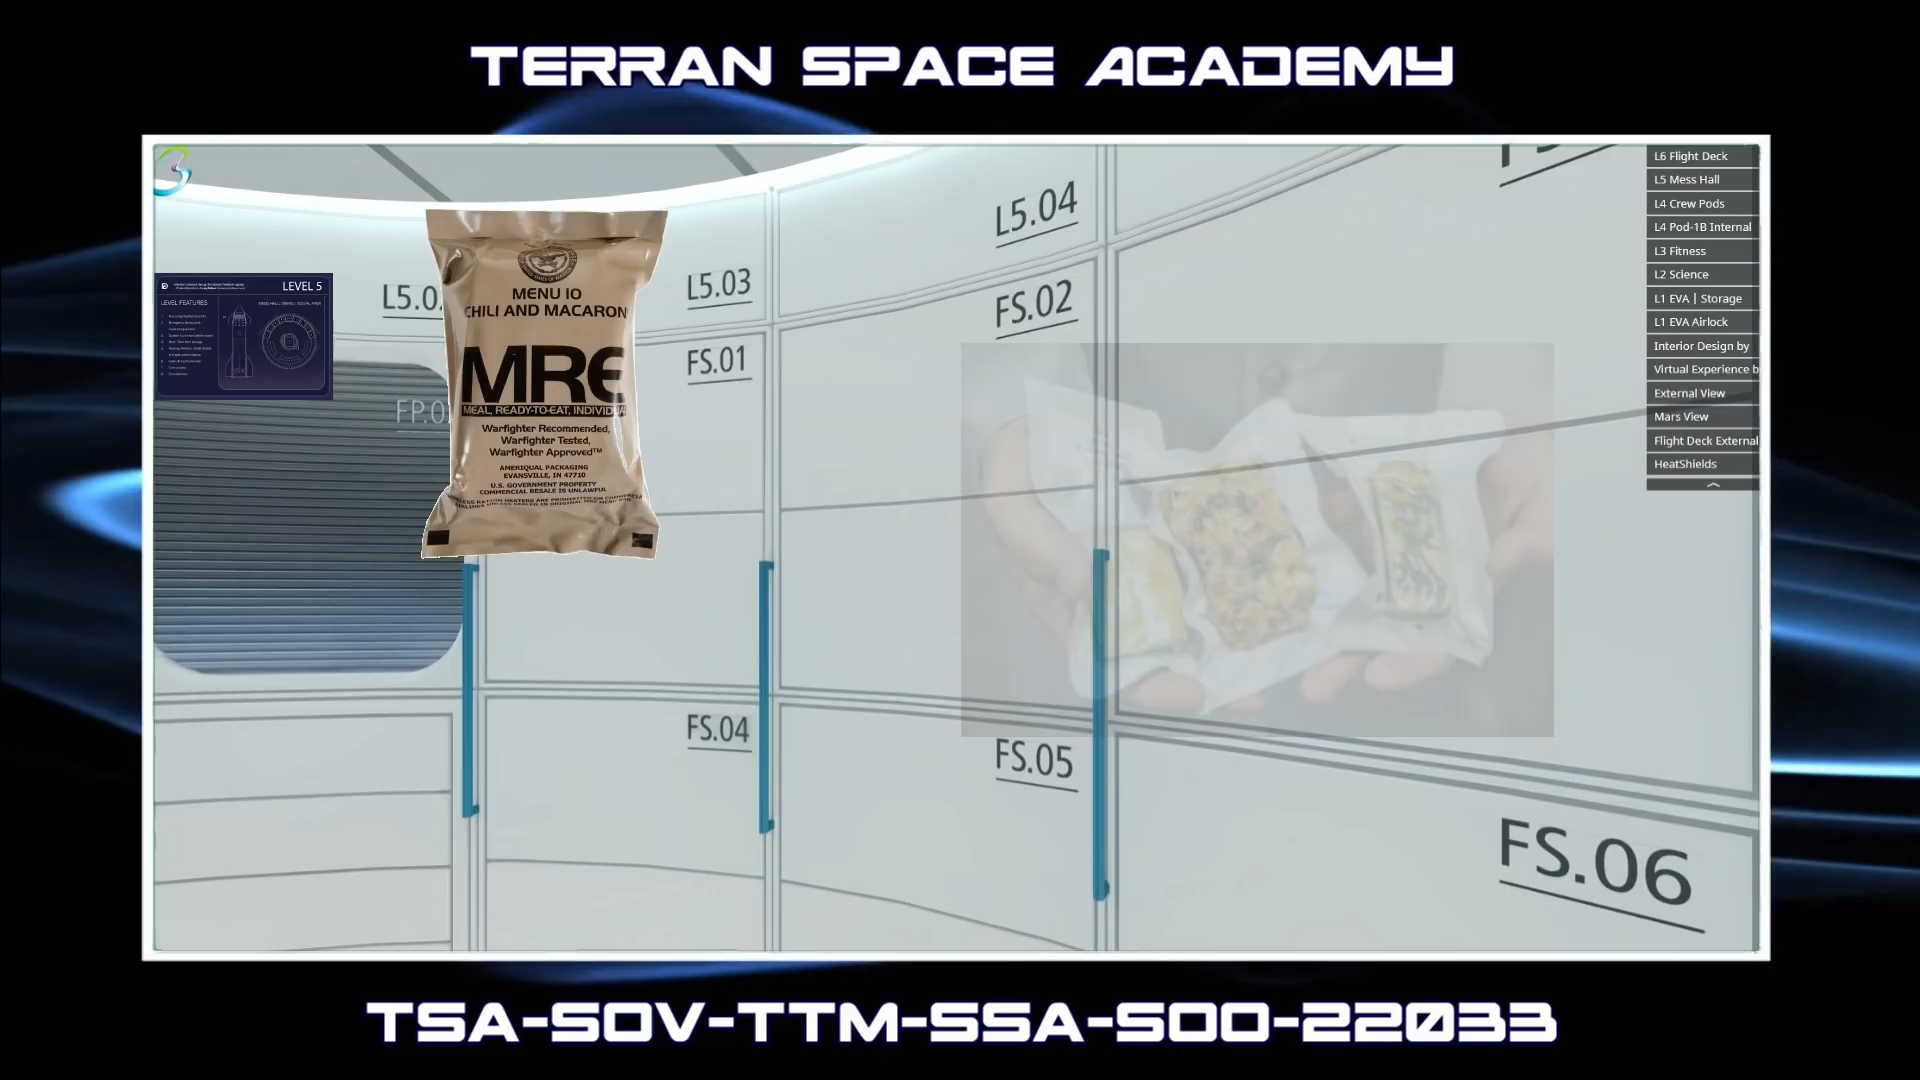 TERRAN SPACE ACADEMY
L6 Flight Deck
L5 Mess Hall
L4 Crew Pods
L4 Pod-1B Internal
L3 Fitness
L2 Science
L1 EVA | Storage
L1 EVA Airlock
Interior Design by
Virtual Experience b
External View
Mars View
Flight Deck External
HeatShields
LEVEL 5
LEVEL FEATURES
L5.0
FP.0
MENU 10
CHILI AND MACARONI
MRE
MEAL, READY-TO-EAT, INDIVIDUAL
Warfighter Recommended,
Warfighter Tested,
Warfighter Approved™
AMERIQUAL PACKAGING
EVANSVILLE, IN 47710
U.S. GOVERNMENT PROPERTY
COMMERCIAL RESALE IS UNLAWFUL
L5.03
FS.01
L5.04
FS.02
FS.04
FS.05
FS.06
TSA-SOV-TTM-SSA-SOO-22033